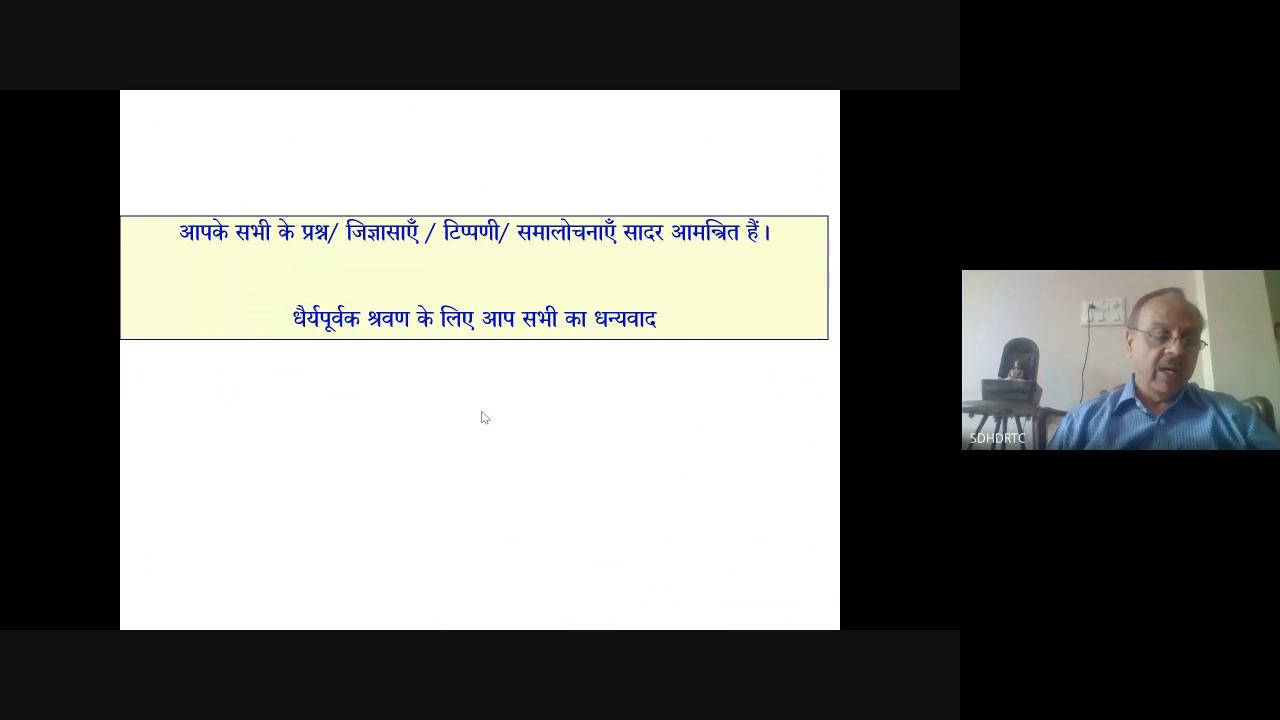 आपके सभी के प्रश्न/ जिज्ञासाएँ / टिप्पणी/ समालोचनाएँ सादर आमन्त्रित हैं।
धैर्यपूर्वक श्रवण के लिए आप सभी का धन्यवाद
SDHDRTC